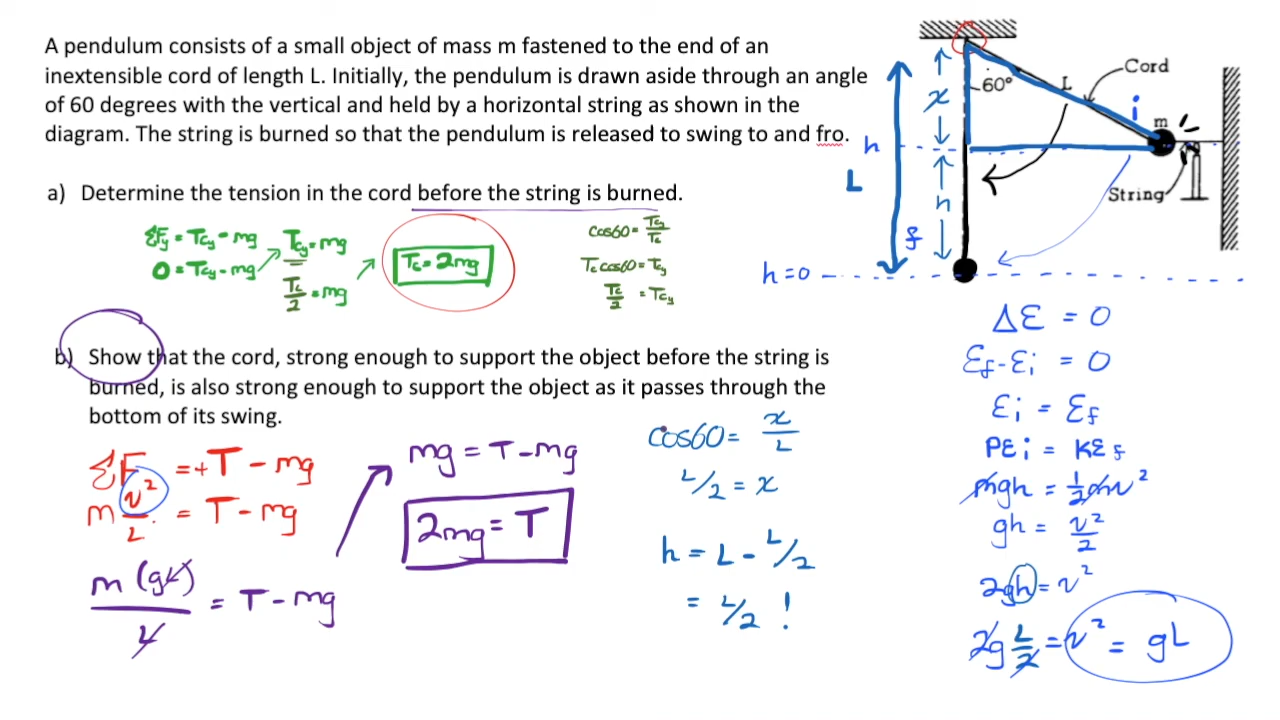 A pendulum consists of a small object of mass m fastened to the end of an
inextensible cord of length L. Initially, the pendulum is drawn aside through an angle
of 60 degrees with the vertical and held by a horizontal string as shown in the
diagram. The string is burned so that the pendulum is released to swing to and fro.
a) Determine the tension in the cord before the string is burned.
ΣFy = Tcy - mg
0 = Tcy - mg
Tcy = mg
Tc/2 = mg
Tc = 2mg
cos60 = Tcy/Tc
Tc cos60 = Tcy
Tc/2 = Tcy
b) Show that the cord, strong enough to support the object before the string is
burned, is also strong enough to support the object as it passes through the
bottom of its swing.
ΣF = +T - mg
m v²/L = T - mg
m(gL)/L = T - mg
mg = T - mg
2mg = T
cos60 = x/L
L/2 = x
h = L - L/2
= L/2 !
60°
L
Cord
i
m
x
h
L
h
String
f
h=0
ΔE = 0
Ef - Ei = 0
Ei = Ef
PEi = KEf
mgh = 1/2 mv²
gh = v²/2
2gh = v²
2g L/2 = v² = gL